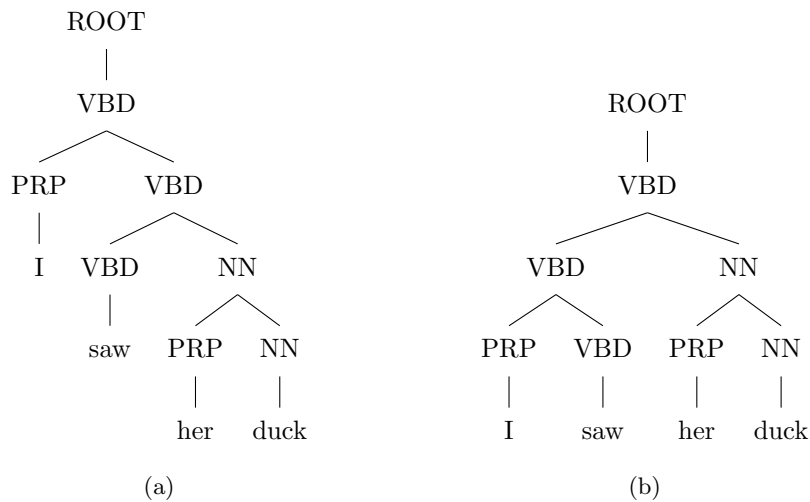 ROOT
VBD
PRP VBD
I VBD NN
saw PRP NN
her duck
(a)
ROOT
VBD
VBD NN
PRP VBD PRP NN
I saw her duck
(b)